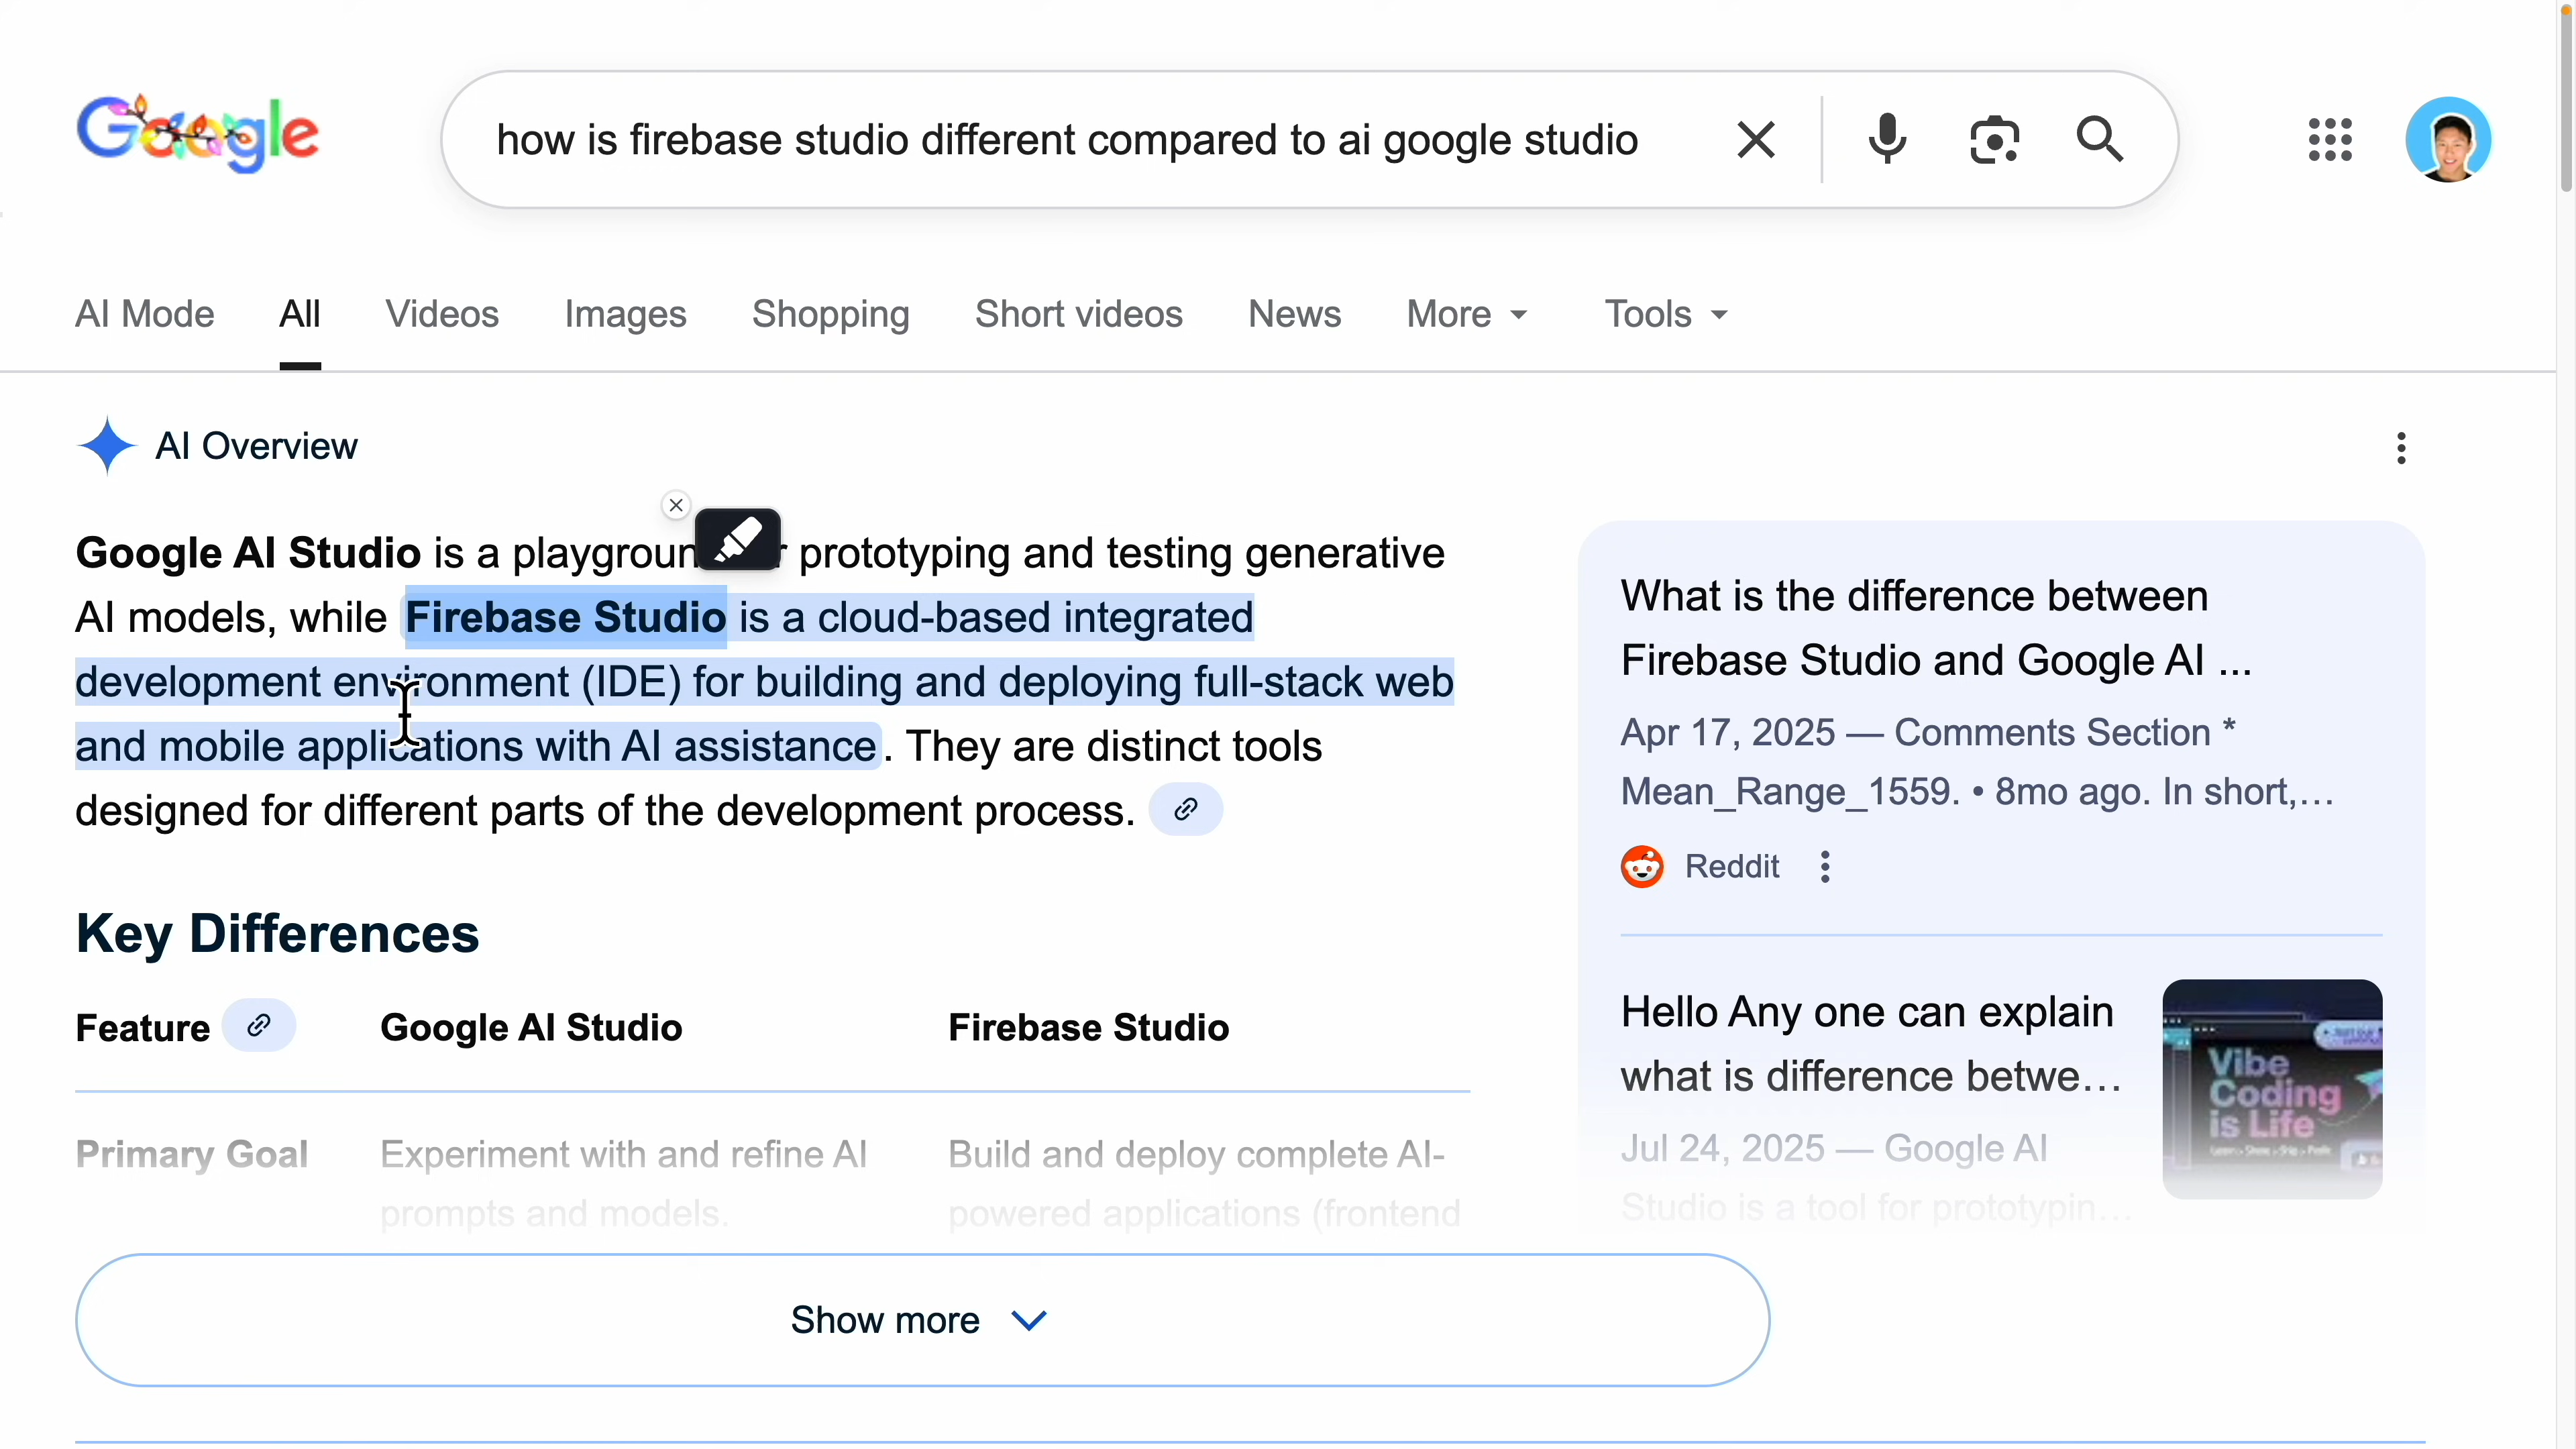 Google
how is firebase studio different compared to ai google studio
AI Mode All Videos Images Shopping Short videos News More Tools
AI Overview
Google AI Studio is a playgroun prototyping and testing generative
AI models, while Firebase Studio is a cloud-based integrated
development environment (IDE) for building and deploying full-stack web
and mobile applications with AI assistance. They are distinct tools
designed for different parts of the development process.
Key Differences
Feature Google AI Studio Firebase Studio
Primary Goal Experiment with and refine AI Build and deploy complete AI-
prompts and models. powered applications (frontend
Show more
What is the difference between
Firebase Studio and Google AI ...
Apr 17, 2025 — Comments Section *
Mean_Range_1559. • 8mo ago. In short,...
Reddit
Hello Any one can explain
what is difference betwe...
Jul 24, 2025 — Google AI
Studio is a tool for prototypin...
Vibe
Coding
is Life